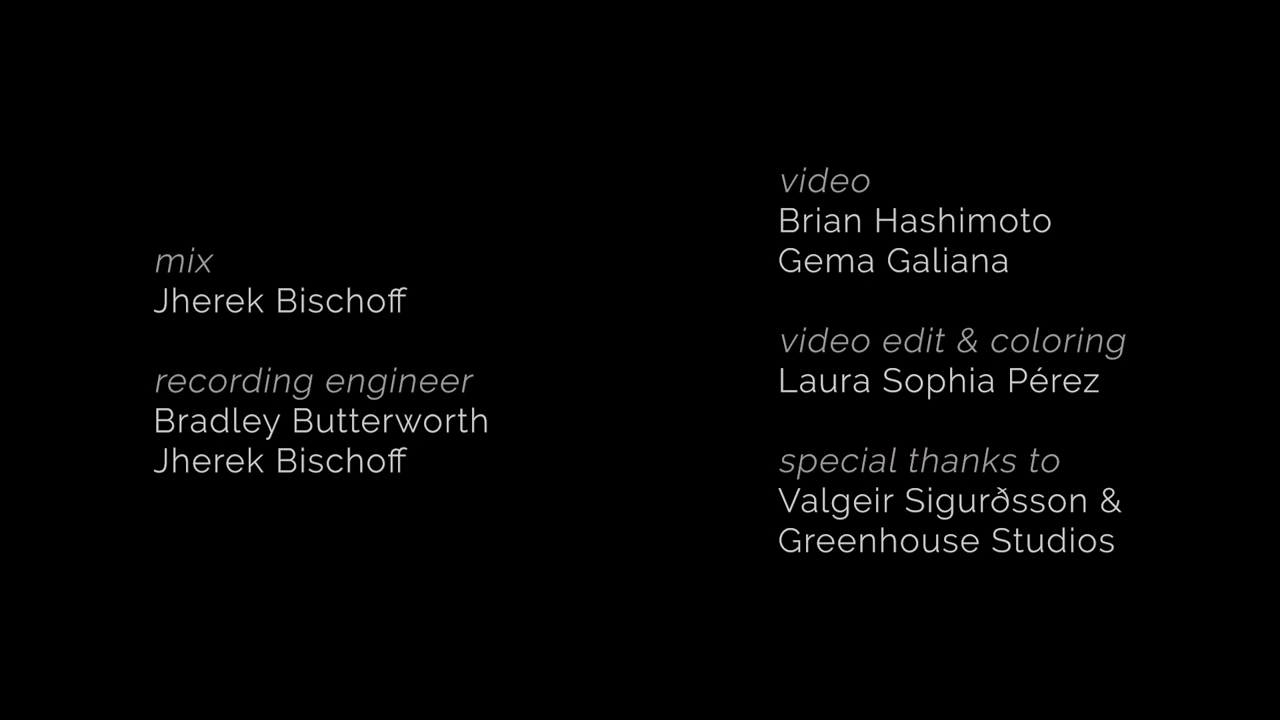 mix
Jherek Bischoff
recording engineer
Bradley Butterworth
Jherek Bischoff
video
Brian Hashimoto
Gema Galiana
video edit & coloring
Laura Sophia Pérez
special thanks to
Valgeir Sigurðsson &
Greenhouse Studios